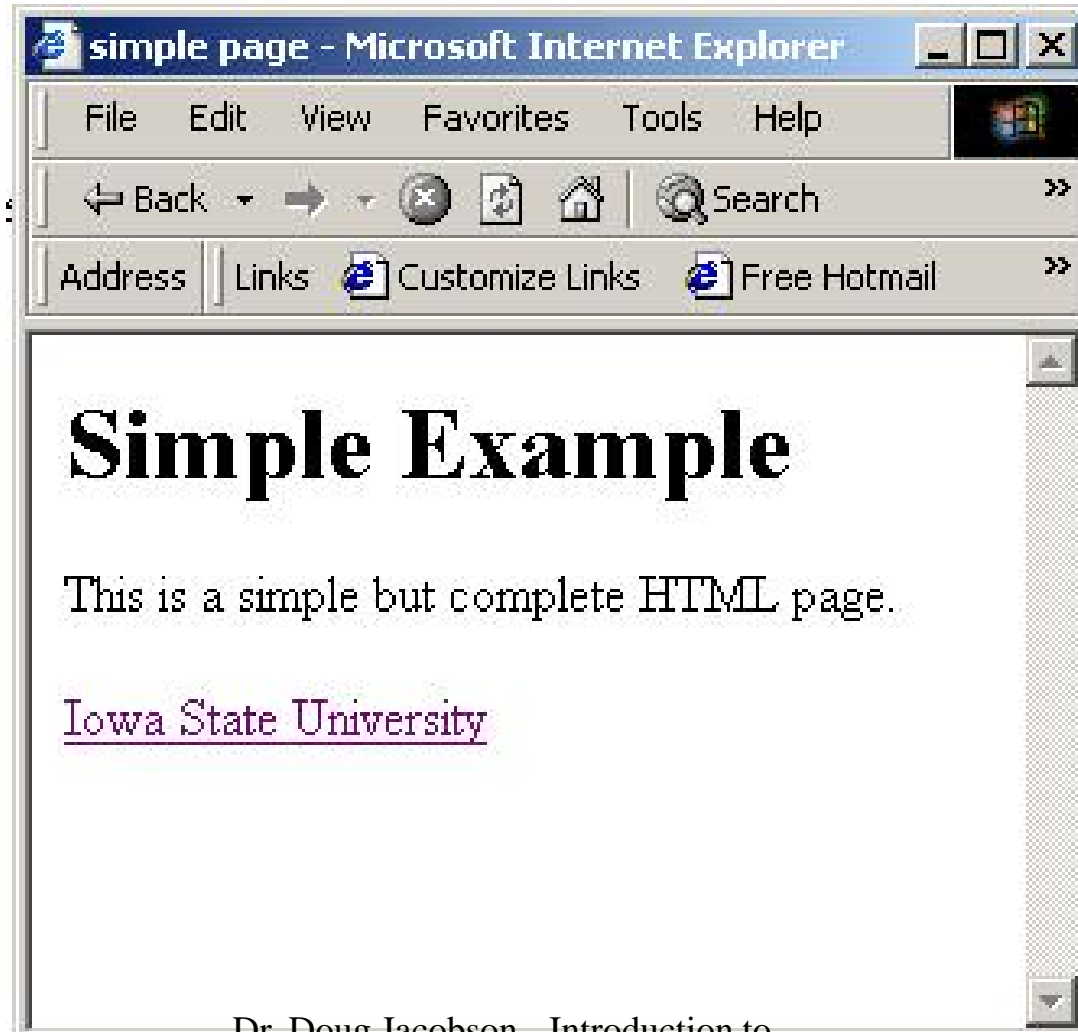 simple page - Microsoft Internet Explorer
File Edit View Favorites Tools Help
Back Search »
Address Links Customize Links Free Hotmail »
Simple Example
This is a simple but complete HTML page.
Iowa State University
Dr. Doug Jacobson - Introduction to